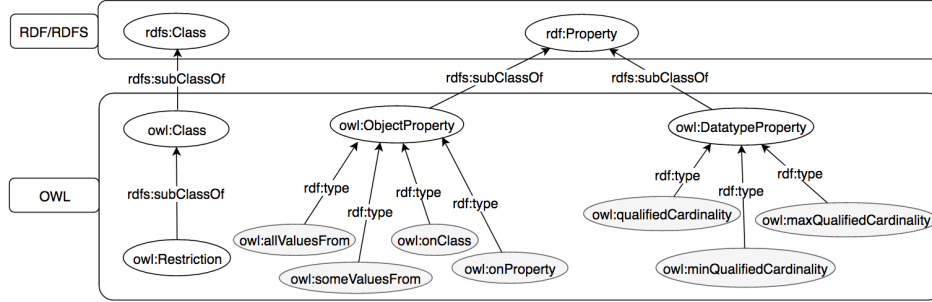 RDF/RDFS
rdfs:Class
rdf:Property
rdfs:subClassOf
rdfs:subClassOf
rdfs:subClassOf
owl:Class
owl:ObjectProperty
owl:DatatypeProperty
OWL
rdfs:subClassOf
rdf:type
rdf:type
rdf:type
rdf:type
rdf:type
rdf:type
rdf:type
owl:qualifiedCardinality
owl:maxQualifiedCardinality
owl:allValuesFrom
owl:onClass
owl:Restriction
owl:someValuesFrom
owl:onProperty
owl:minQualifiedCardinality